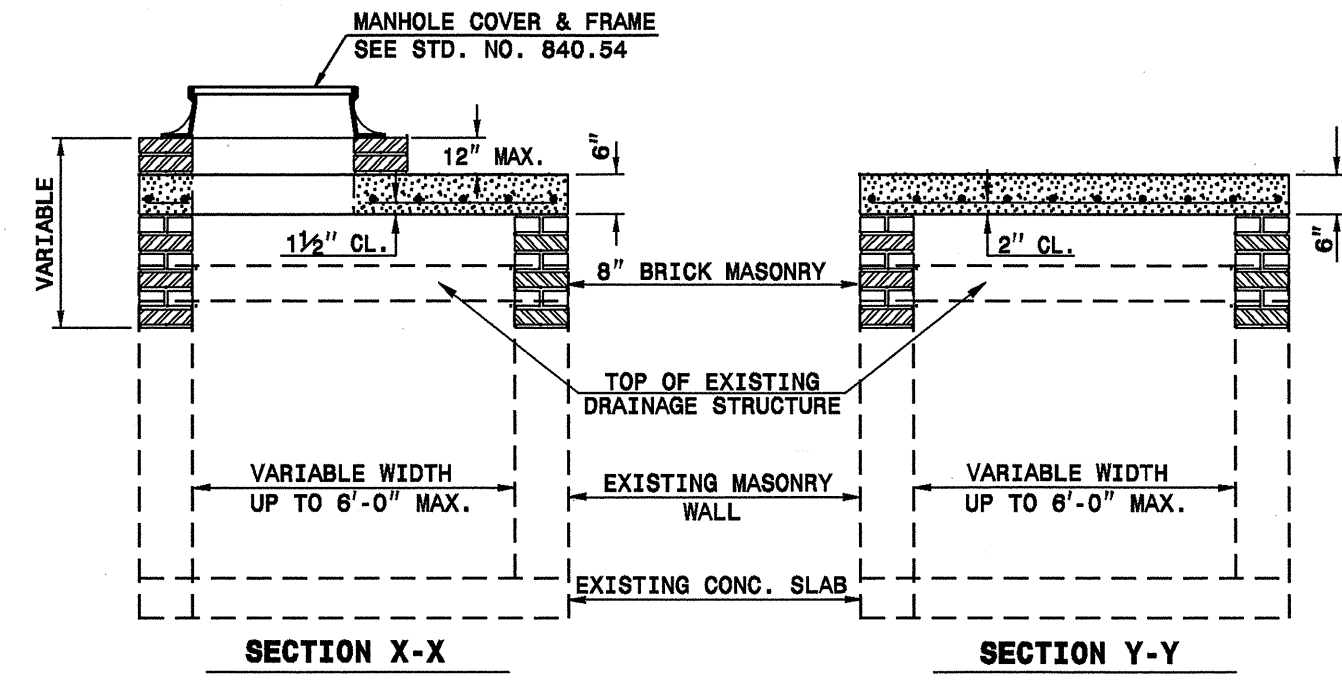 MANHOLE COVER & FRAME
SEE STD. NO. 840.54
12" MAX.
6"
VARIABLE
1½" CL.
2" CL.
6"
8" BRICK MASONRY
TOP OF EXISTING
DRAINAGE STRUCTURE
VARIABLE WIDTH
UP TO 6'-0" MAX.
EXISTING MASONRY
WALL
VARIABLE WIDTH
UP TO 6'-0" MAX.
EXISTING CONC. SLAB
SECTION X-X
SECTION Y-Y